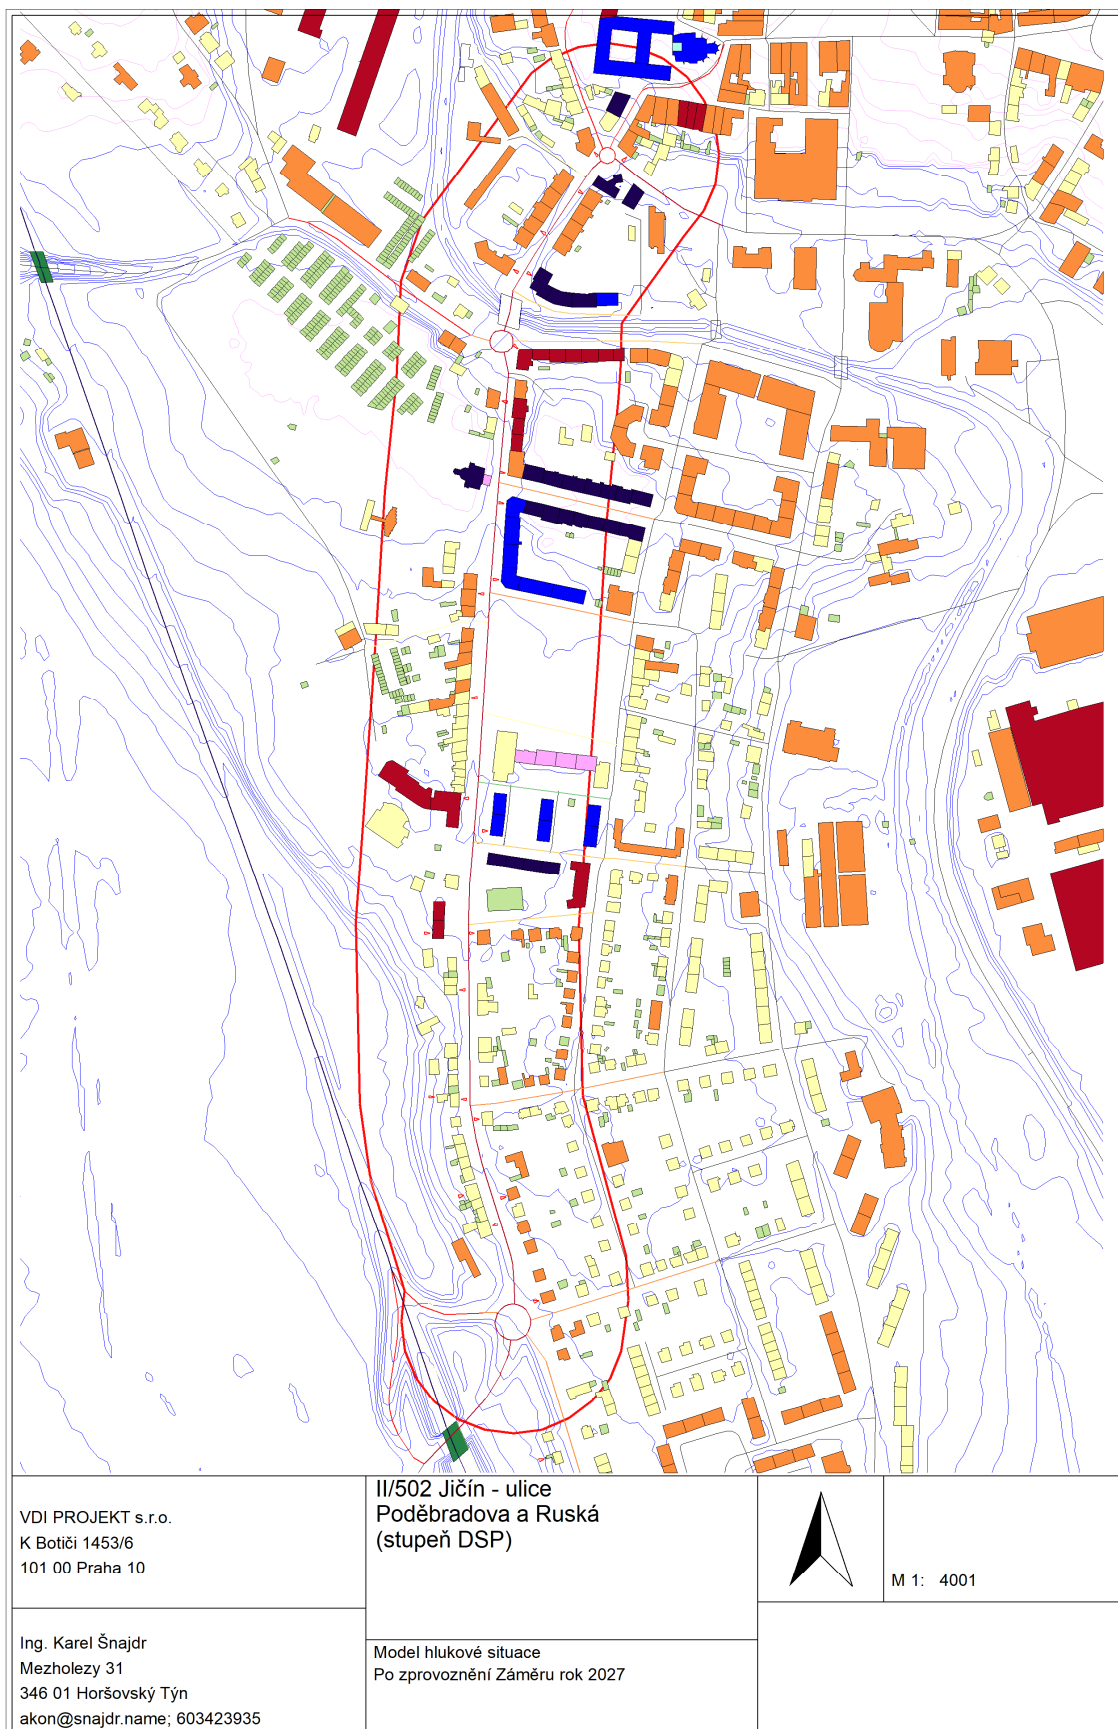 VDI PROJEKT s.r.o.
K Botiči 1453/6
101 00 Praha 10
II/502 Jičín - ulice
Poděbradova a Ruská
(stupeň DSP)
M 1: 4001
Ing. Karel Šnajdr
Mezholezy 31
346 01 Horšovský Týn
akon@snajdr.name; 603423935
Model hlukové situace
Po zprovoznění Záměru rok 2027